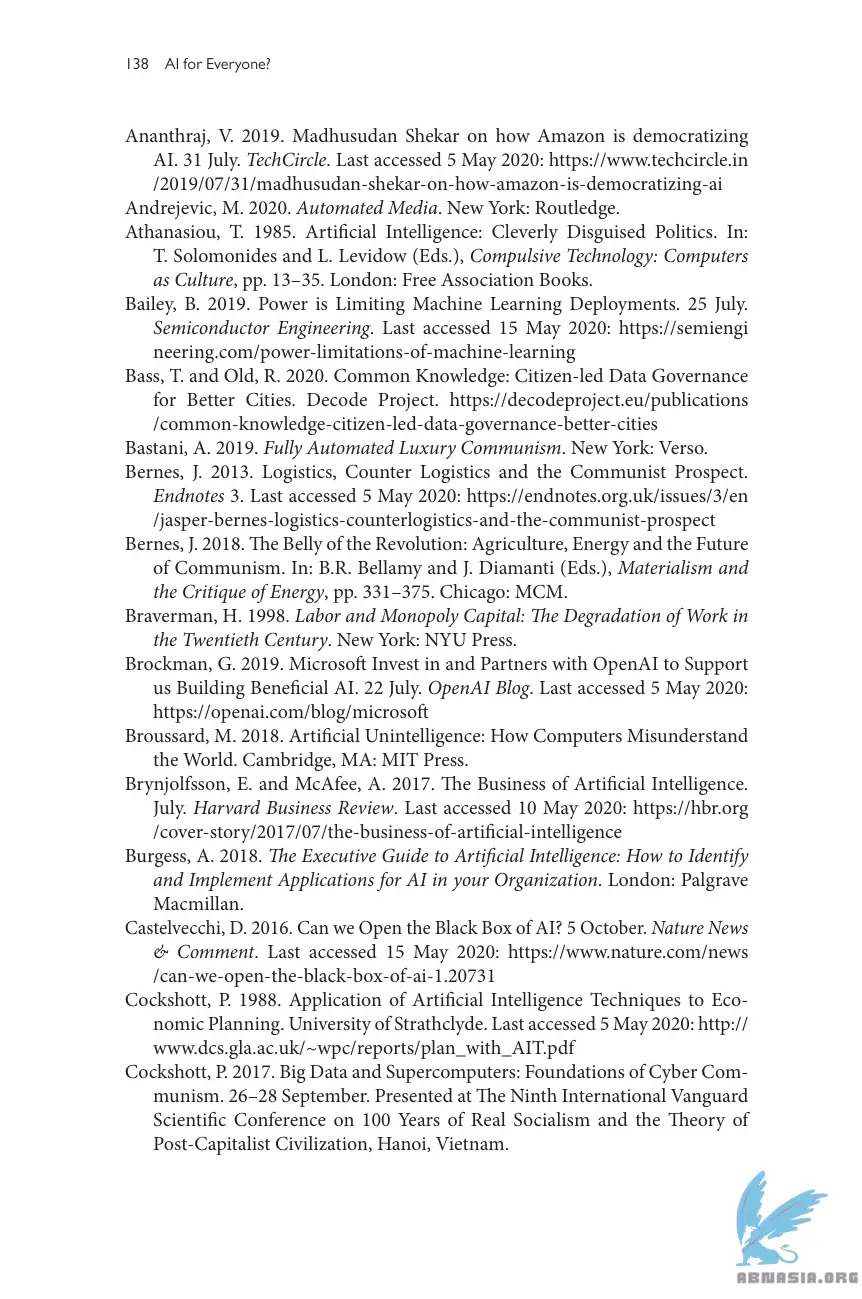 138 AI for Everyone?
Ananthraj, V. 2019. Madhusudan Shekar on how Amazon is democratizing
AI. 31 July. TechCircle. Last accessed 5 May 2020: https://www.techcircle.in
/2019/07/31/madhusudan-shekar-on-how-amazon-is-democratizing-ai
Andrejevic, M. 2020. Automated Media. New York: Routledge.
Athanasiou, T. 1985. Artificial Intelligence: Cleverly Disguised Politics. In:
T. Solomonides and L. Levidow (Eds.), Compulsive Technology: Computers
as Culture, pp. 13–35. London: Free Association Books.
Bailey, B. 2019. Power is Limiting Machine Learning Deployments. 25 July.
Semiconductor Engineering. Last accessed 15 May 2020: https://semiengi
neering.com/power-limitations-of-machine-learning
Bass, T. and Old, R. 2020. Common Knowledge: Citizen-led Data Governance
for Better Cities. Decode Project. https://decodeproject.eu/publications
/common-knowledge-citizen-led-data-governance-better-cities
Bastani, A. 2019. Fully Automated Luxury Communism. New York: Verso.
Bernes, J. 2013. Logistics, Counter Logistics and the Communist Prospect.
Endnotes 3. Last accessed 5 May 2020: https://endnotes.org.uk/issues/3/en
/jasper-bernes-logistics-counterlogistics-and-the-communist-prospect
Bernes, J. 2018. The Belly of the Revolution: Agriculture, Energy and the Future
of Communism. In: B.R. Bellamy and J. Diamanti (Eds.), Materialism and
the Critique of Energy, pp. 331–375. Chicago: MCM.
Braverman, H. 1998. Labor and Monopoly Capital: The Degradation of Work in
the Twentieth Century. New York: NYU Press.
Brockman, G. 2019. Microsoft Invest in and Partners with OpenAI to Support
us Building Beneficial AI. 22 July. OpenAI Blog. Last accessed 5 May 2020:
https://openai.com/blog/microsoft
Broussard, M. 2018. Artificial Unintelligence: How Computers Misunderstand
the World. Cambridge, MA: MIT Press.
Brynjolfsson, E. and McAfee, A. 2017. The Business of Artificial Intelligence.
July. Harvard Business Review. Last accessed 10 May 2020: https://hbr.org
/cover-story/2017/07/the-business-of-artificial-intelligence
Burgess, A. 2018. The Executive Guide to Artificial Intelligence: How to Identify
and Implement Applications for AI in your Organization. London: Palgrave
Macmillan.
Castelvecchi, D. 2016. Can we Open the Black Box of AI? 5 October. Nature News
& Comment. Last accessed 15 May 2020: https://www.nature.com/news
/can-we-open-the-black-box-of-ai-1.20731
Cockshott, P. 1988. Application of Artificial Intelligence Techniques to Eco-
nomic Planning. University of Strathclyde. Last accessed 5 May 2020: http://
www.dcs.gla.ac.uk/~wpc/reports/plan_with_AIT.pdf
Cockshott, P. 2017. Big Data and Supercomputers: Foundations of Cyber Com-
munism. 26–28 September. Presented at The Ninth International Vanguard
Scientific Conference on 100 Years of Real Socialism and the Theory of
Post-Capitalist Civilization, Hanoi, Vietnam.
ABNASIA.ORG